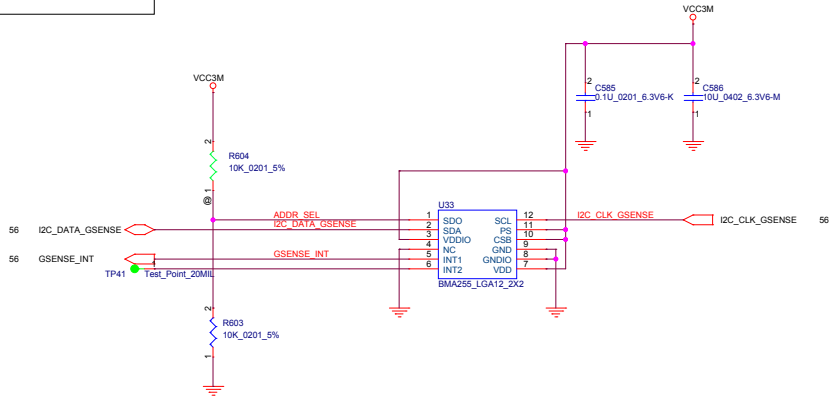 VCC3M
VCC3M
2
C585
0.1U_0201_6.3V6-K
1
2
C586
10U_0402_6.3V6-M
1
2
R604
10K_0201_5%
@
1
U33
ADDR_SEL
1 SDO SCL 12
I2C_CLK_GSENSE
I2C_CLK_GSENSE 56
56 I2C_DATA_GSENSE
I2C_DATA_GSENSE
2 SDA PS 11
3 VDDIO CSB 10
4 NC GND 9
56 GSENSE_INT
GSENSE_INT
5 INT1 GNDIO 8
6 INT2 VDD 7
TP41 1 Test_Point_20MIL
BMA255_LGA12_2X2
2
R603
10K_0201_5%
1